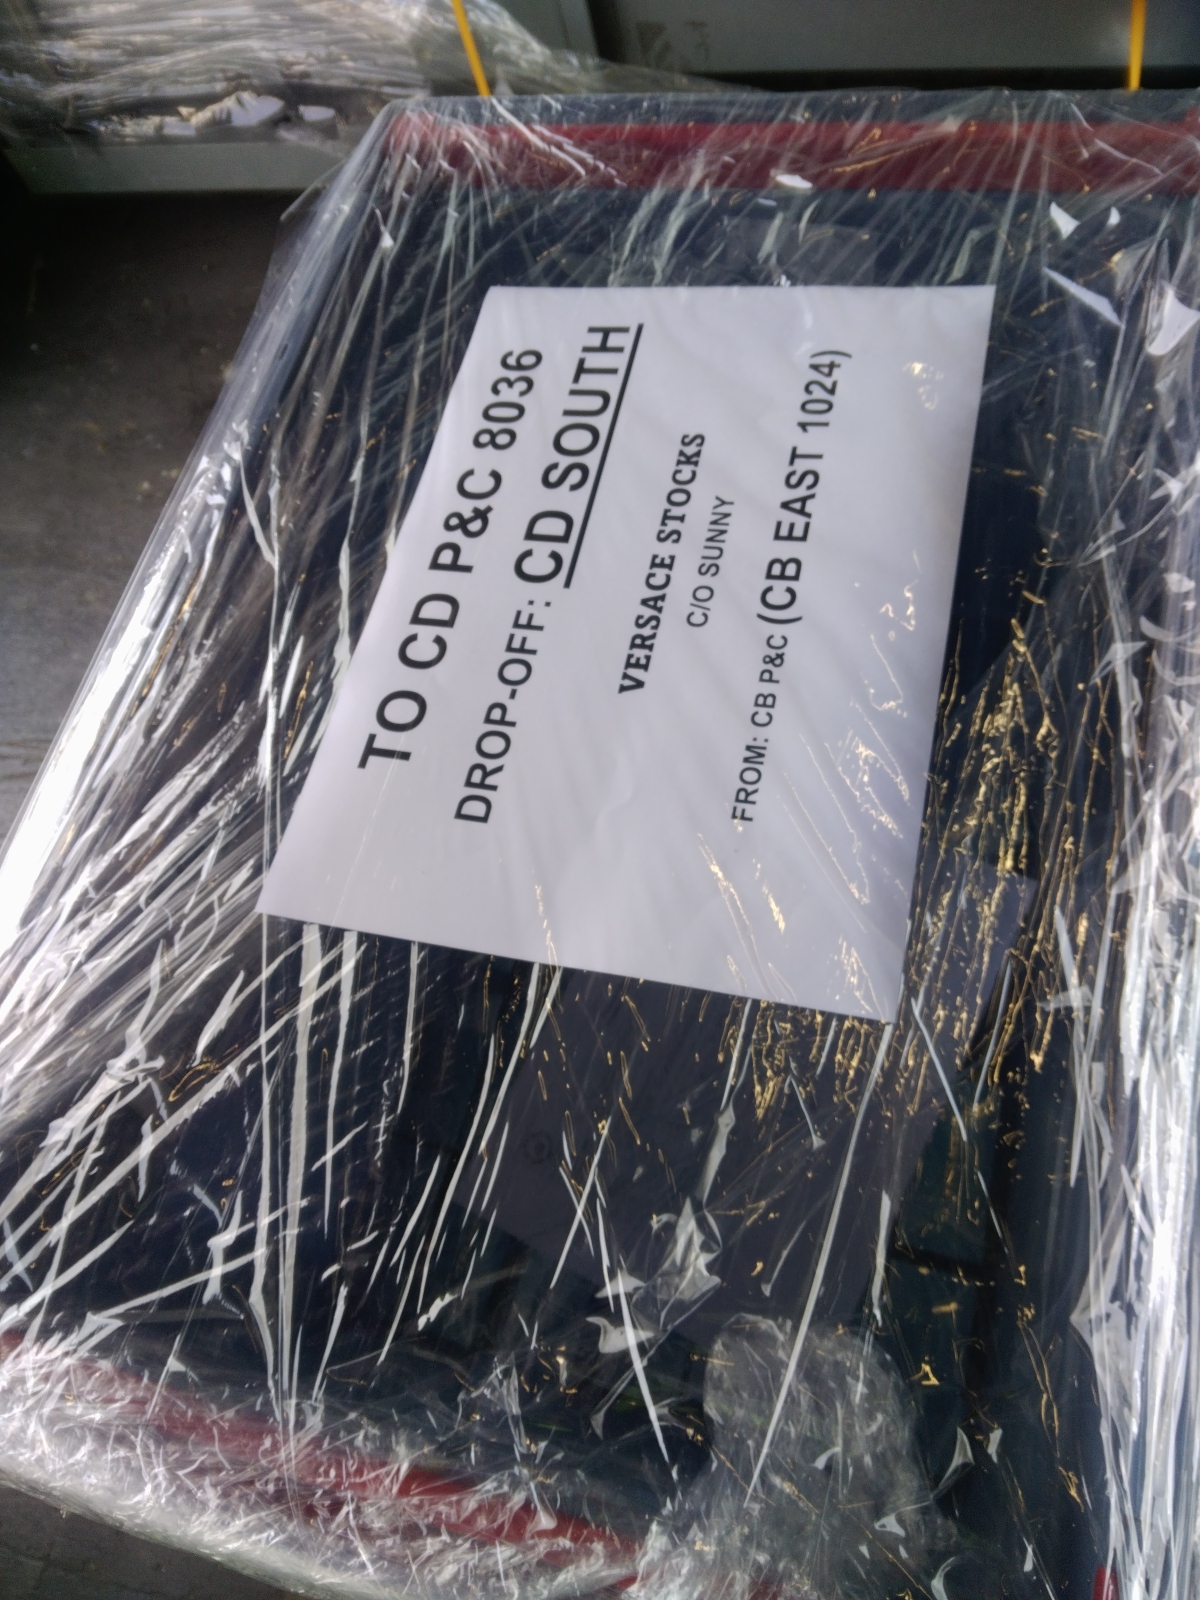 TO CD P&C 8036
DROP-OFF: CD SOUTH
VERSACE STOCKS
C/O SUNNY
FROM: CB P&C (CB EAST 1024)